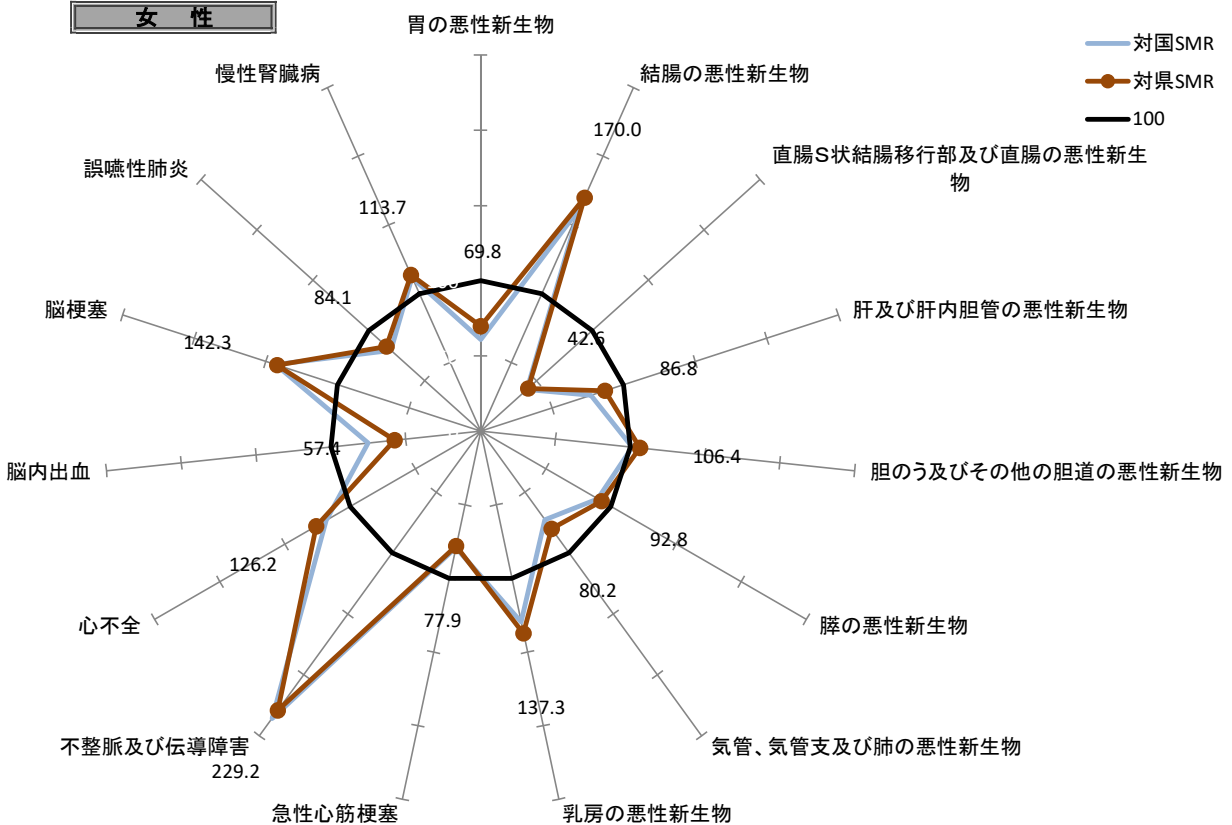 女 性
胃の悪性新生物
対国SMR
対県SMR
100
慢性腎臓病
結腸の悪性新生物
170.0
直腸S状結腸移行部及び直腸の悪性新生
物
誤嚥性肺炎
113.7
69.8
脳梗塞
84.1
142.3
42.6
肝及び肝内胆管の悪性新生物
86.8
脳内出血
57.4
106.4
胆のう及びその他の胆道の悪性新生物
126.2
92.8
心不全
77.9
80.2
膵の悪性新生物
137.3
不整脈及び伝導障害
229.2
気管、気管支及び肺の悪性新生物
急性心筋梗塞
乳房の悪性新生物